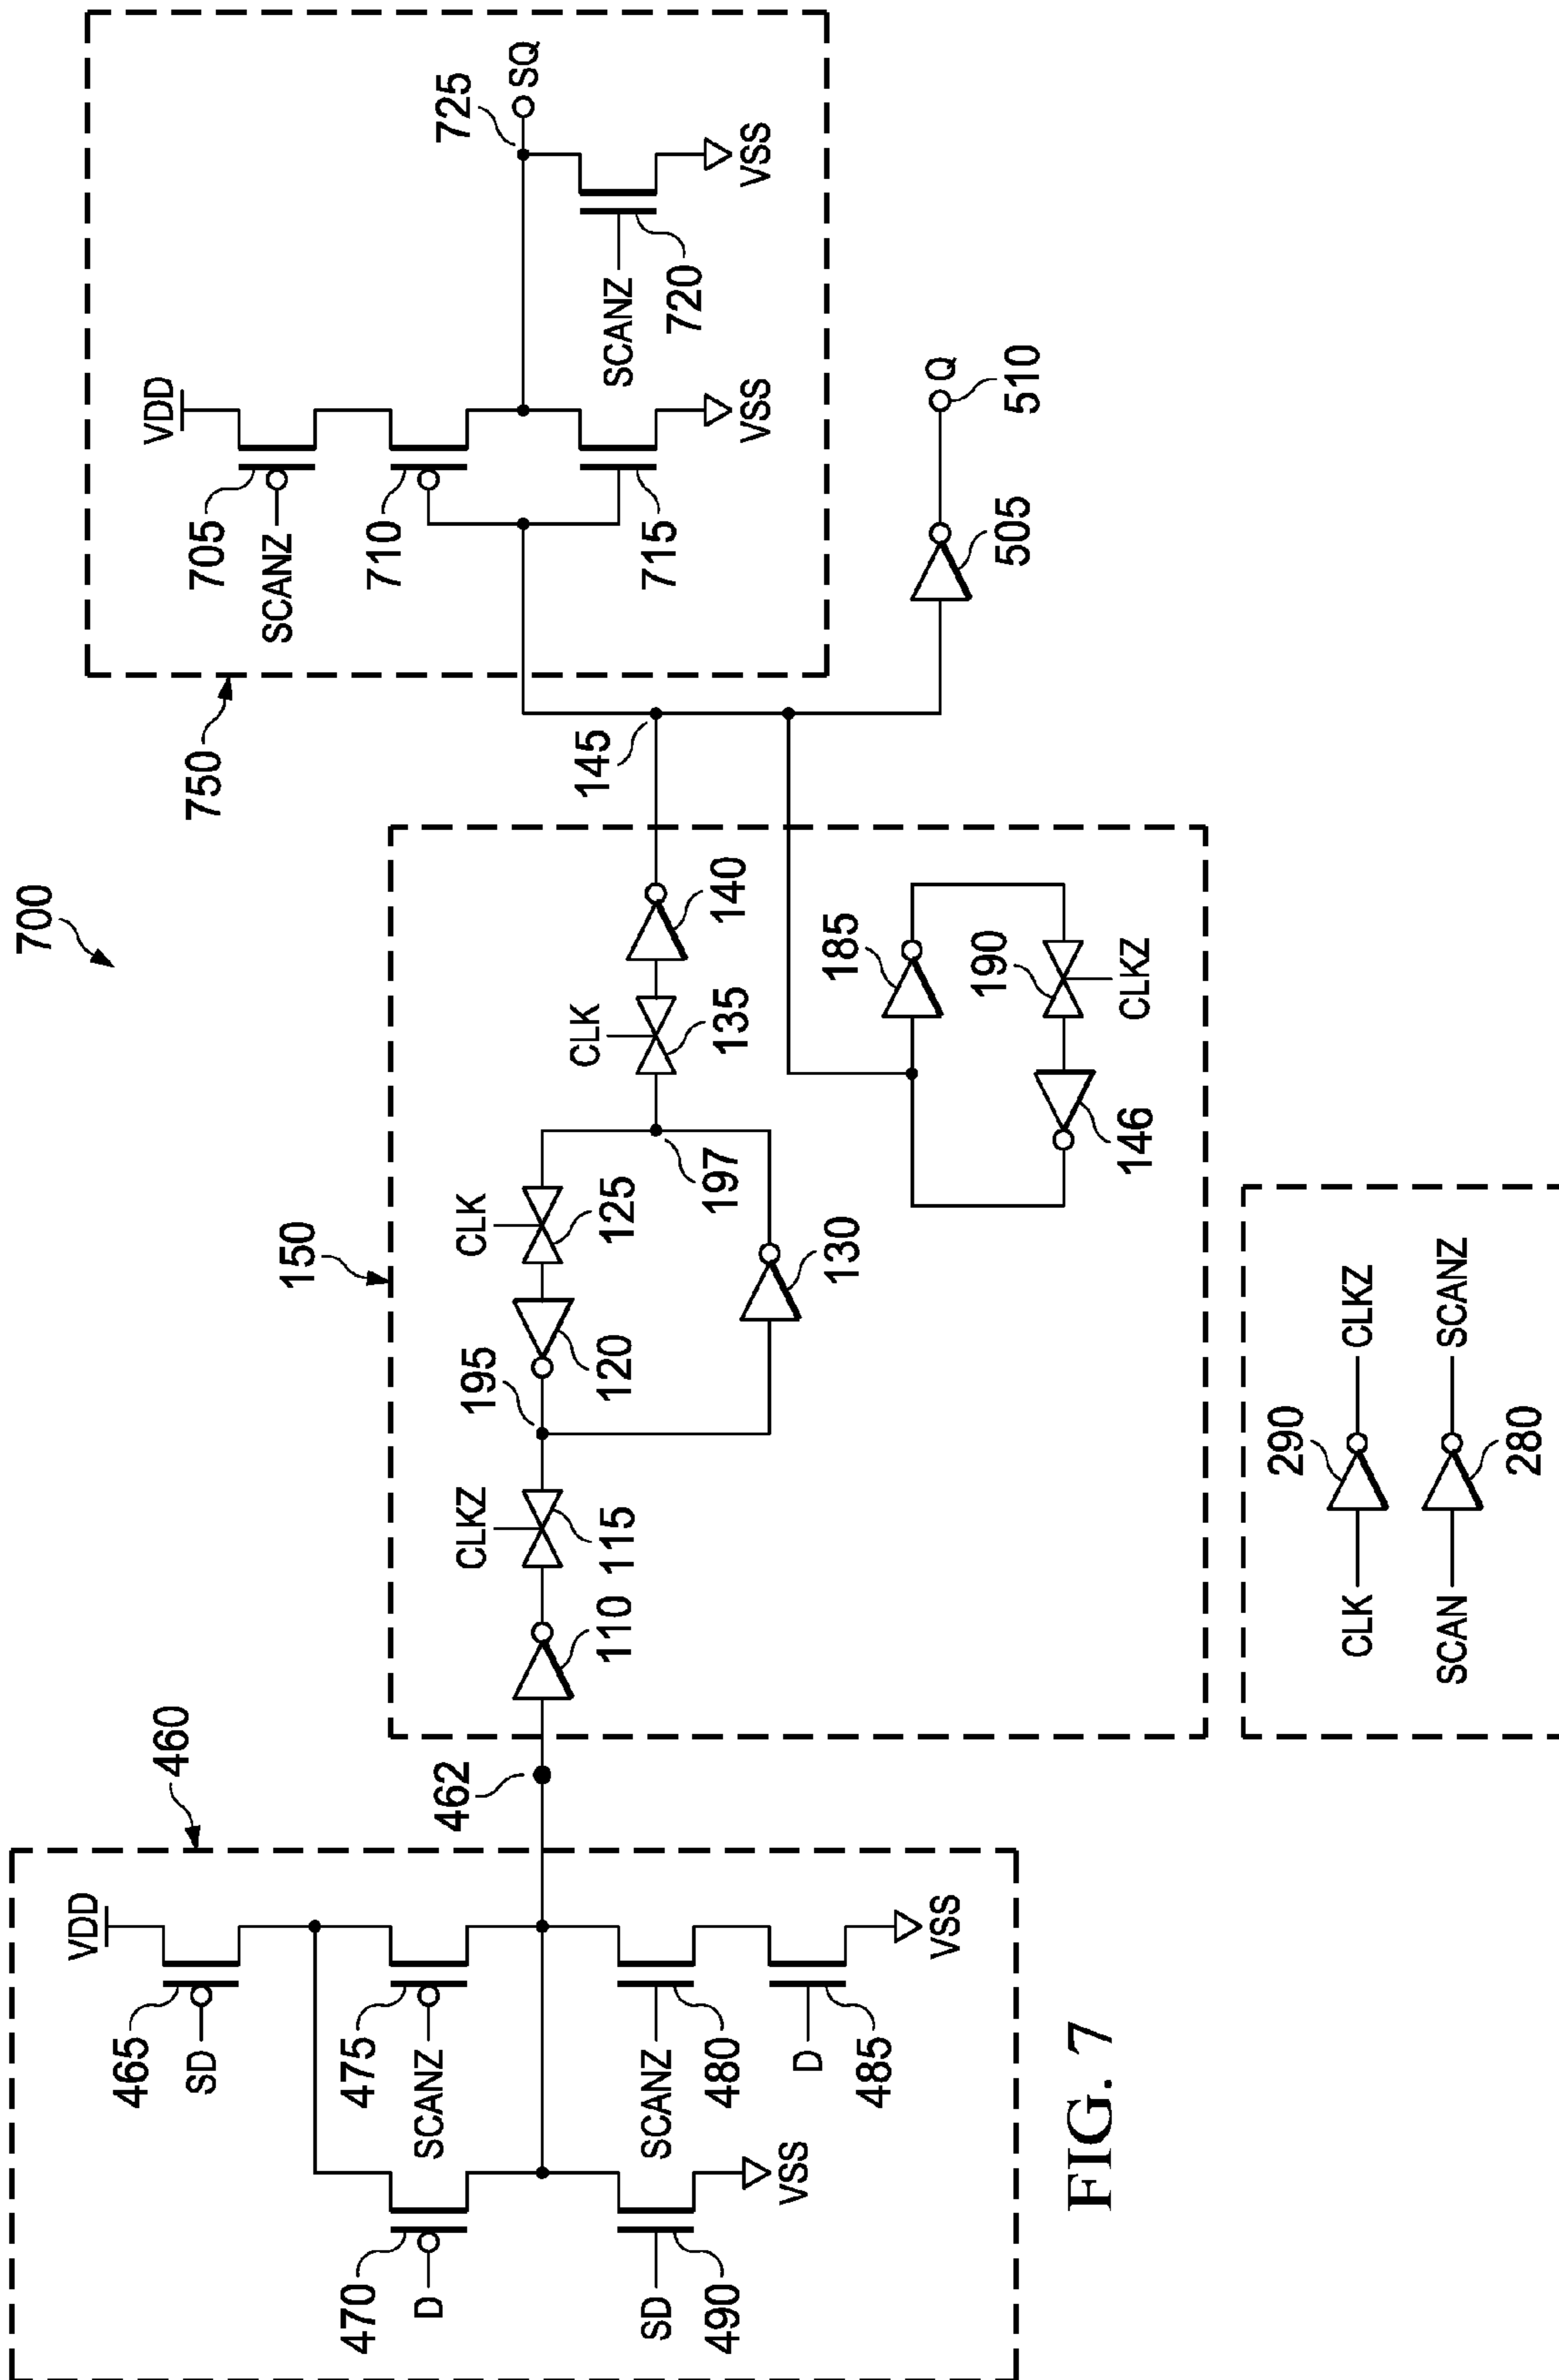 700
460
VDD
465
SD
470
D
475
SCANZ
SCANZ
480
SD
490
D
485
VSS
VSS
462
150
110
CLKZ
115
195
120
CLK
125
130
197
CLK
135
140
145
185
190
CLKZ
146
750
VDD
705
SCANZ
710
715
VSS
SCANZ
720
VSS
725
SQ
505
Q
510
CLK
290
CLKZ
SCAN
280
SCANZ
FIG. 7